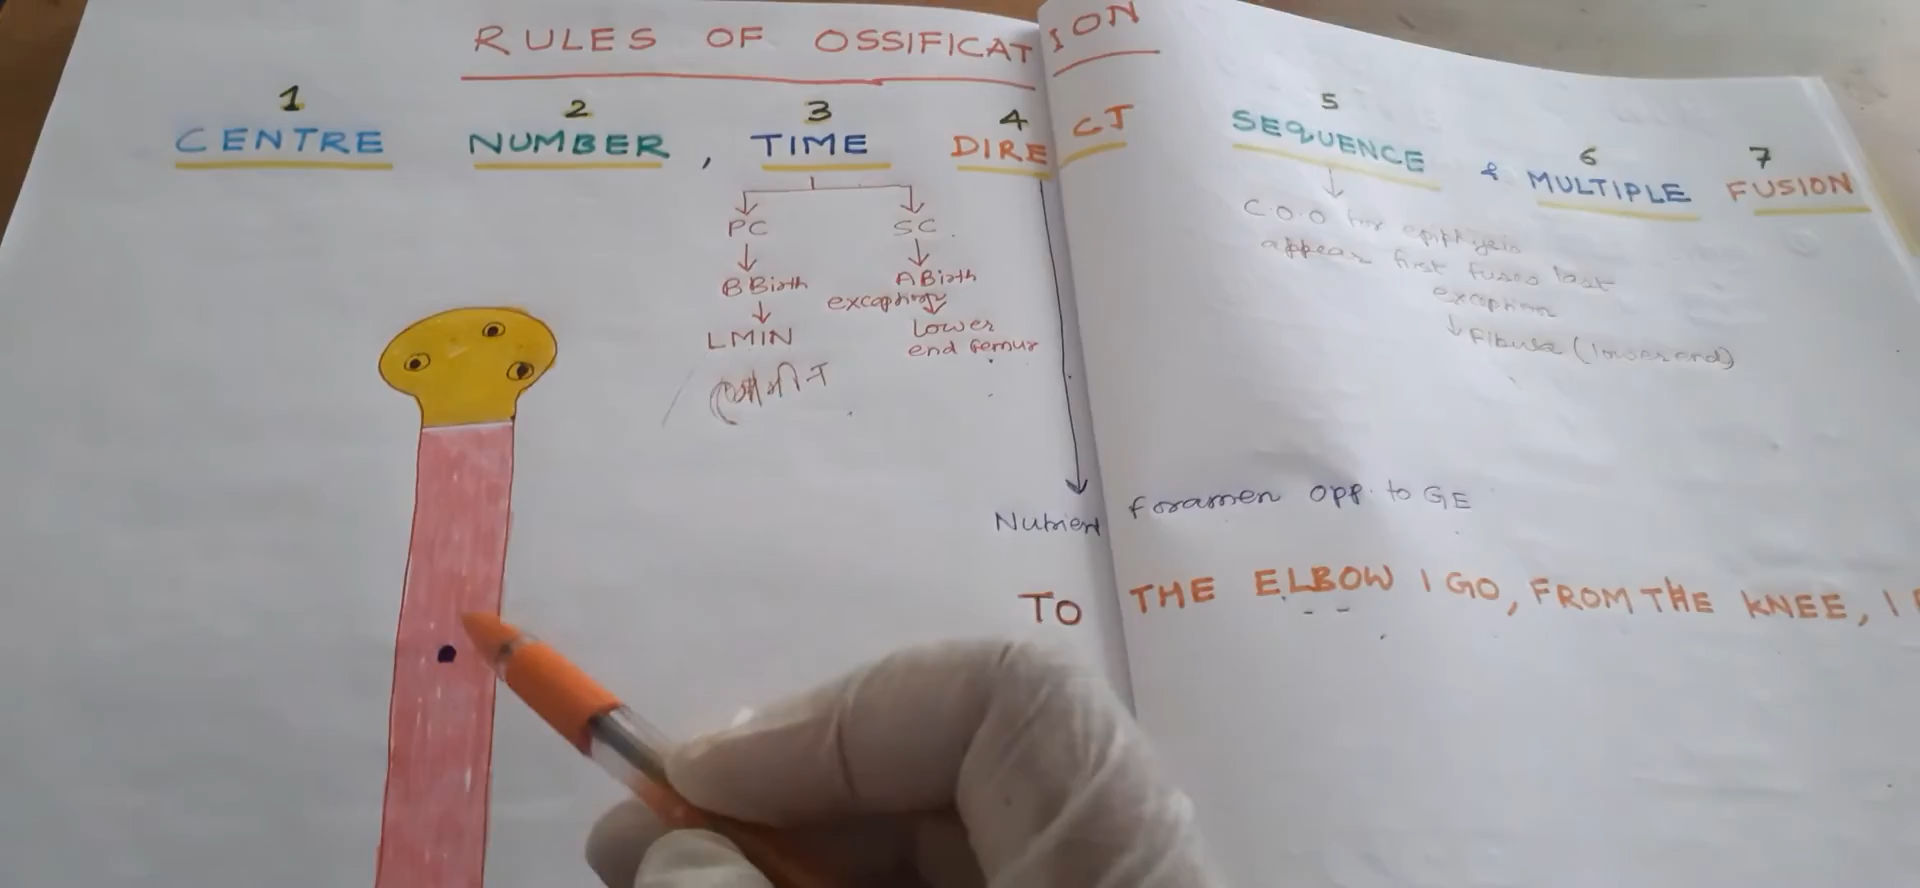 RULES OF OSSIFICATION
1 2 3 4 5 6 7
CENTRE NUMBER, TIME DIRECT SEQUENCE & MULTIPLE FUSION
PC SC
B Birth A Birth
exception
LMIN Lower
end femur
C.O.O for epiphysis
appear first fuses last
exception
Fibula (lower end)
Nutrient foramen opp. to GE
TO THE ELBOW I GO, FROM THE KNEE, I